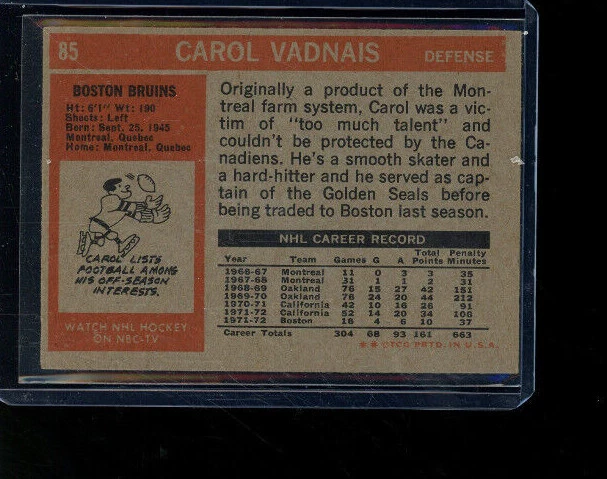 85 CAROL VADNAIS DEFENSE
BOSTON BRUINS
Ht: 6'1" Wt: 190
Shoots: Left
Born: Sept. 25, 1945
Montreal, Quebec
Home: Montreal, Quebec
CAROL LISTS
FOOTBALL AMONG
HIS OFF-SEASON
INTERESTS.
WATCH NHL HOCKEY
ON NBC-TV
Originally a product of the Mon-
treal farm system, Carol was a vic-
tim of "too much talent" and
couldn't be protected by the Ca-
nadiens. He's a smooth skater and
a hard-hitter and he served as cap-
tain of the Golden Seals before
being traded to Boston last season.
NHL CAREER RECORD
Total Penalty
Year Team Games G A Points Minutes
1966-67 Montreal 11 0 3 3 35
1967-68 Montreal 31 1 1 2 31
1968-69 Oakland 76 15 27 42 151
1969-70 Oakland 76 24 20 44 212
1970-71 California 42 10 16 26 91
1971-72 California 52 14 20 34 106
1971-72 Boston 16 4 6 10 37
Career Totals 304 68 93 161 663
PRTD. IN U.S.A.